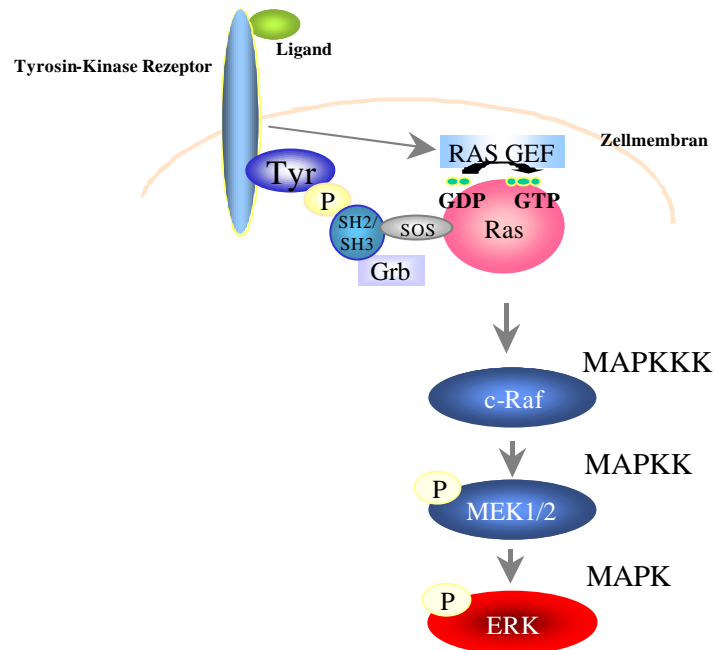 Ligand
Tyrosin-Kinase Rezeptor
Zellmembran
RAS GEF
Tyr
GDP
GTP
P
SH2/
SH3
SOS
Ras
Grb
MAPKKK
c-Raf
MAPKK
P
MEK1/2
MAPK
P
ERK